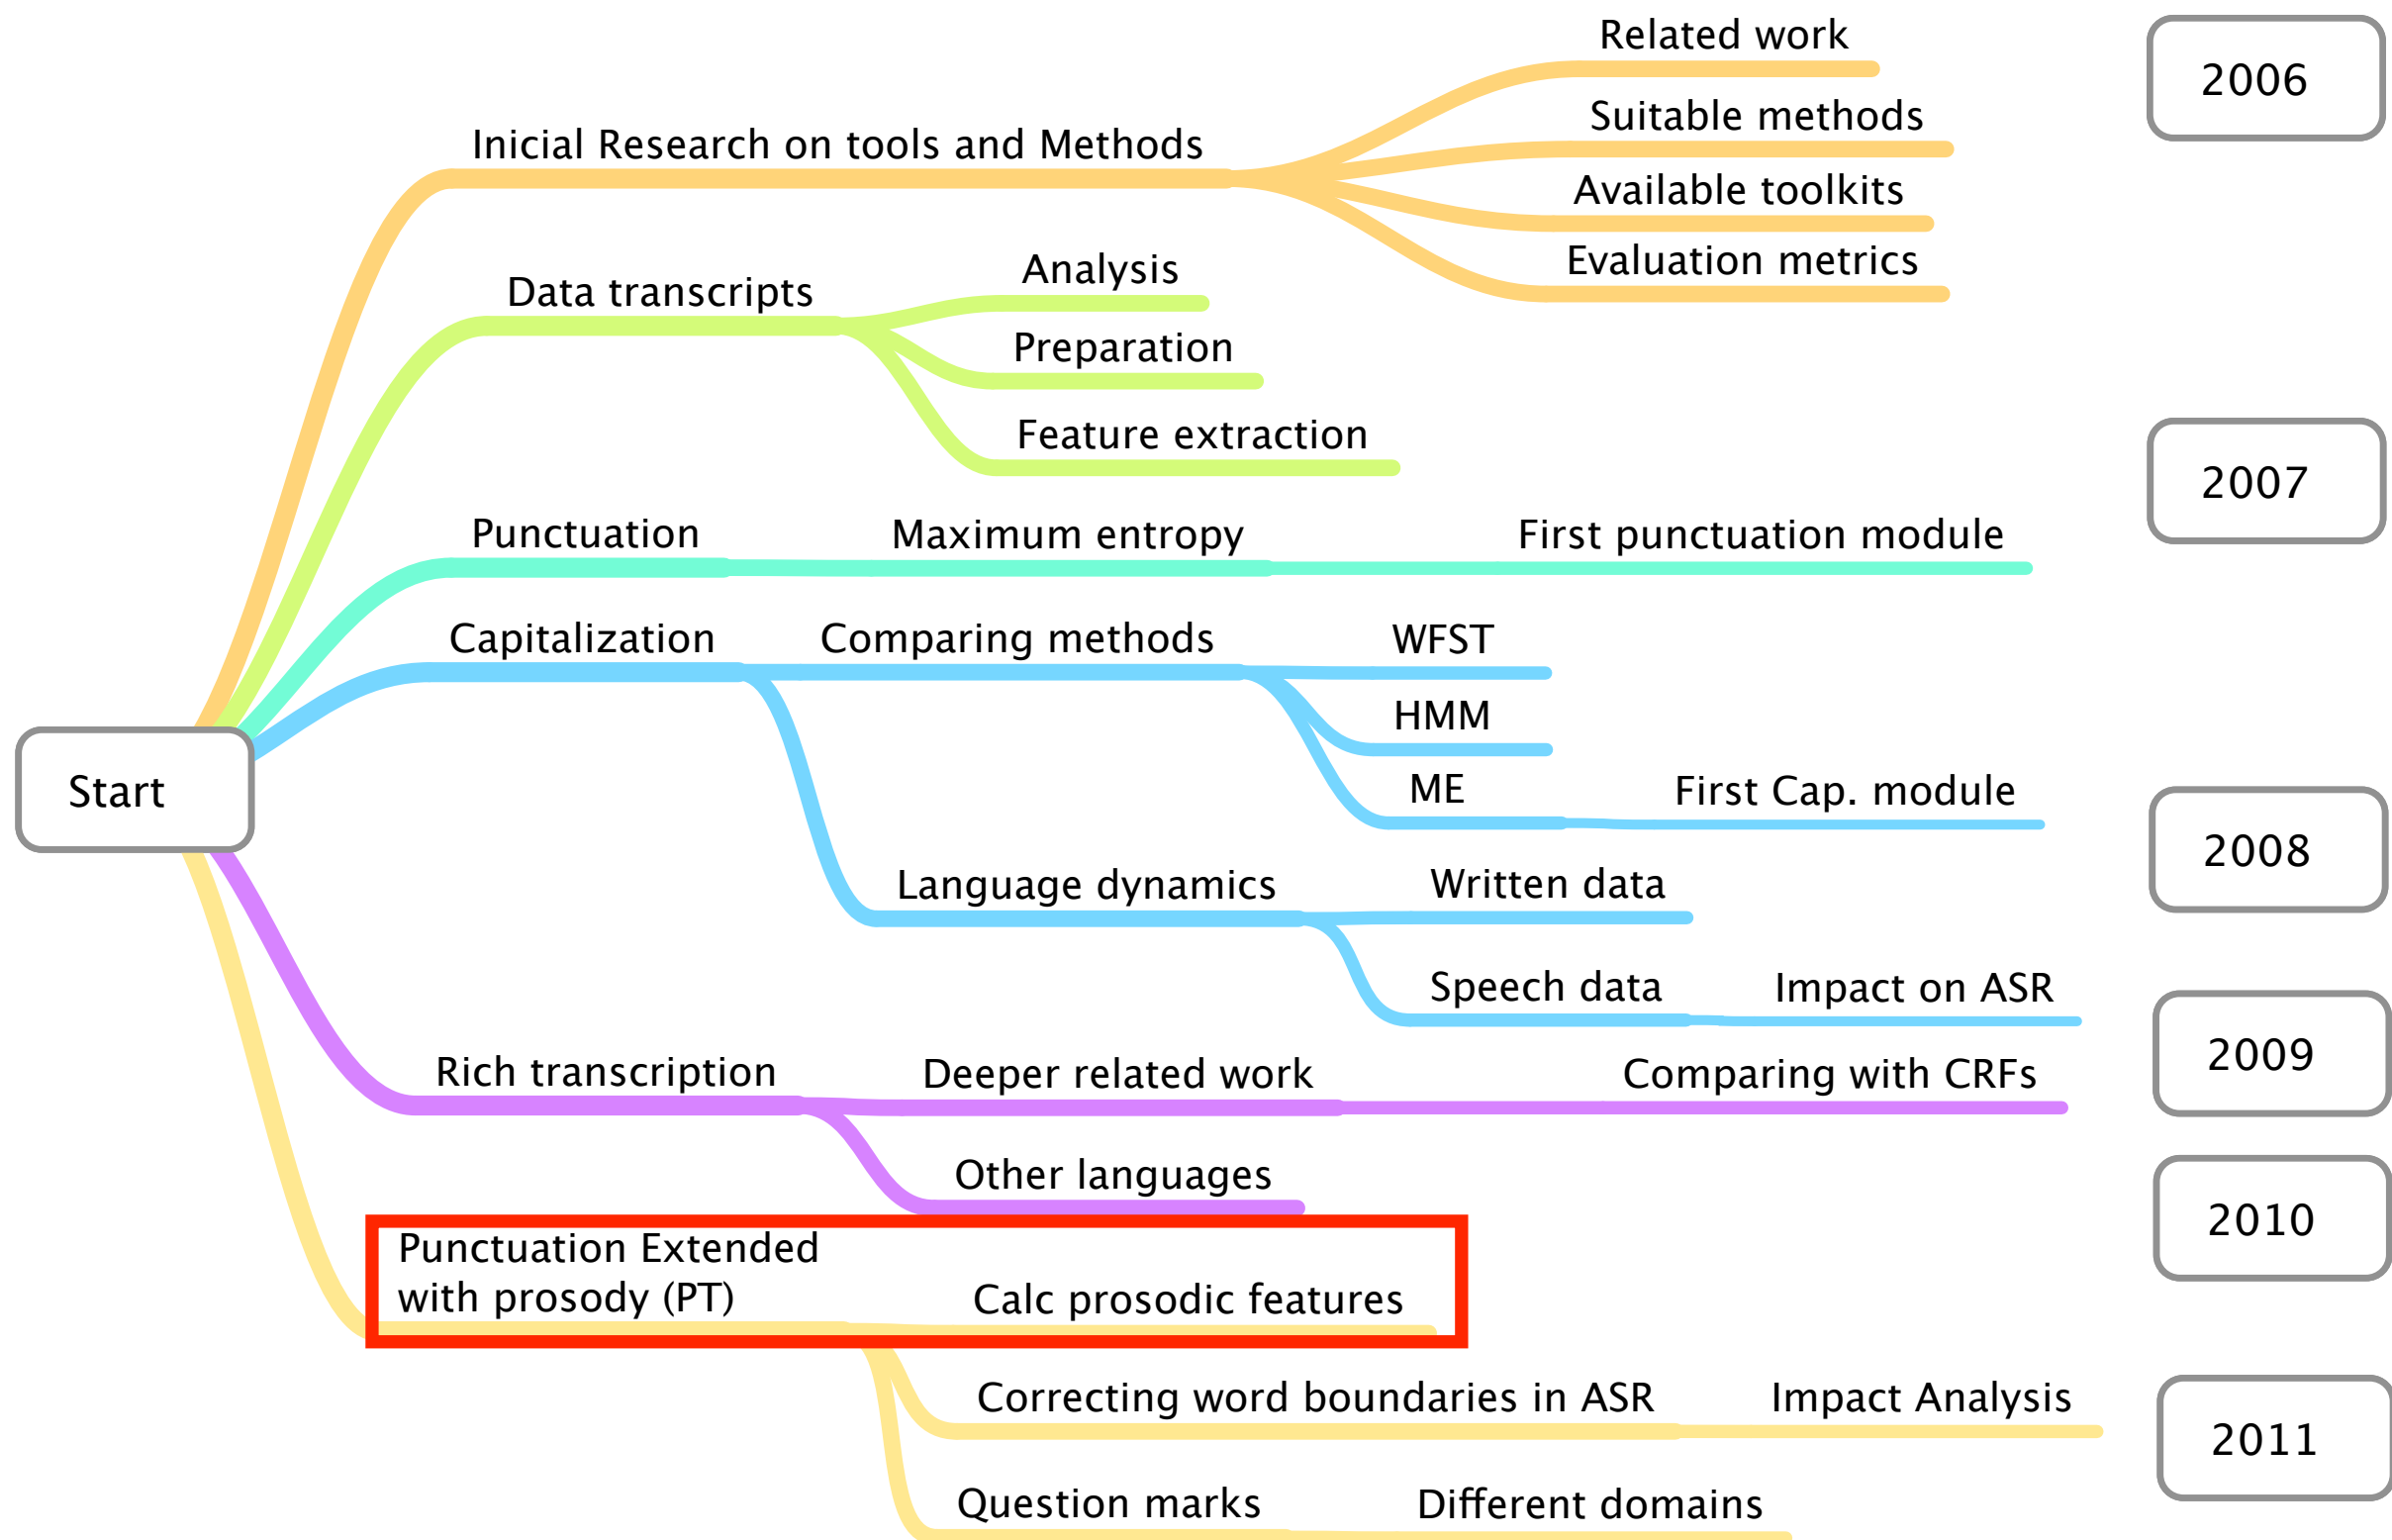 Related work
2006
Suitable methods
Inicial Research on tools and Methods
Available toolkits
Evaluation metrics
Data transcripts
Analysis
Preparation
Feature extraction
2007
Punctuation
Maximum entropy
First punctuation module
Capitalization
Comparing methods
WFST
HMM
ME
First Cap. module
Start
2008
Language dynamics
Written data
Speech data
Impact on ASR
2009
Rich transcription
Deeper related work
Comparing with CRFs
Other languages
2010
Punctuation Extended
with prosody (PT)
Calc prosodic features
Correcting word boundaries in ASR
Impact Analysis
2011
Question marks
Different domains